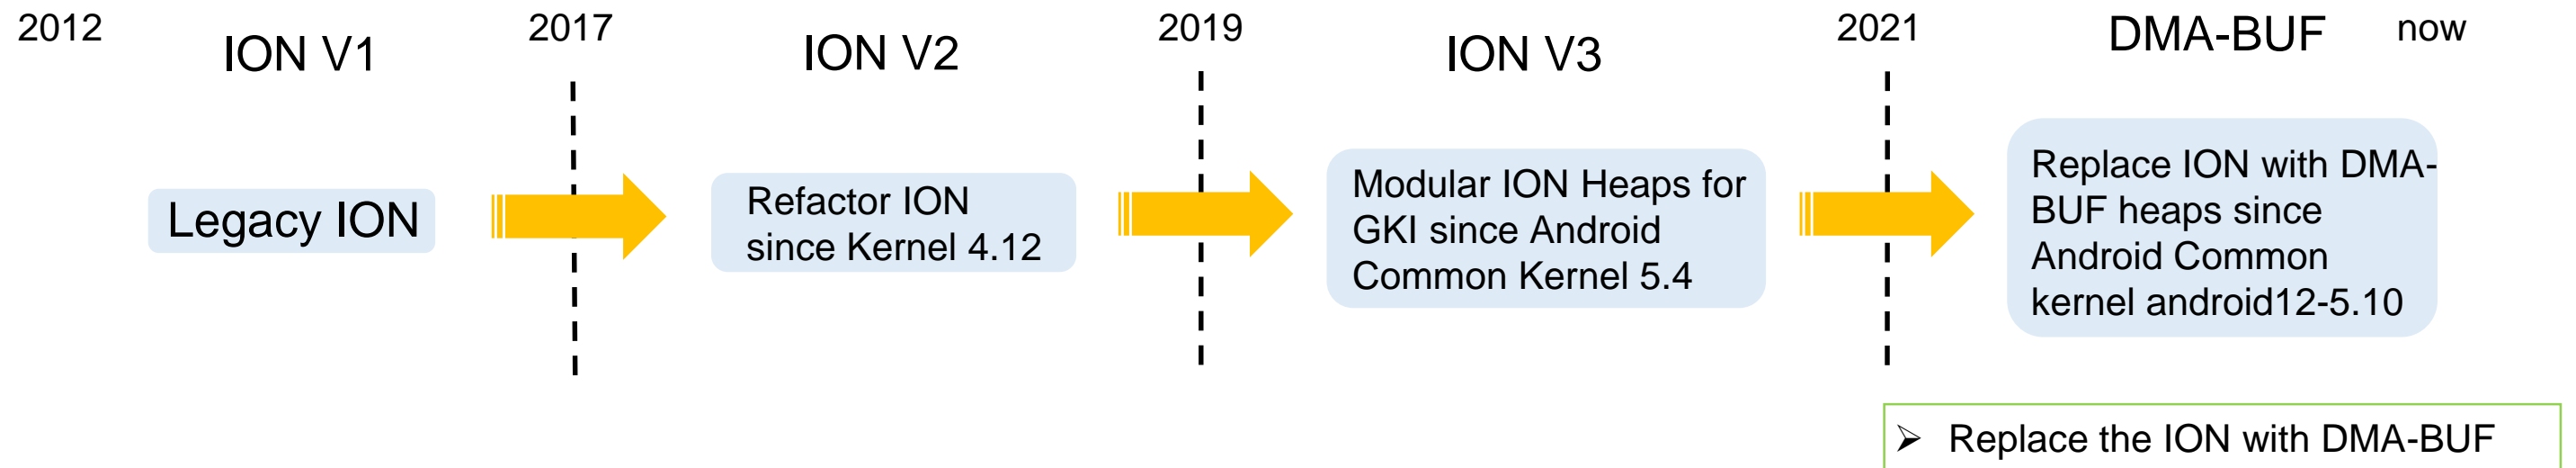 2012
ION V1
2017
ION V2
2019
ION V3
2021
DMA-BUF
now
Legacy ION
Refactor ION
since Kernel 4.12
Modular ION Heaps for
GKI since Android
Common Kernel 5.4
Replace ION with DMA-
BUF heaps since
Android Common
kernel android12-5.10
➢ Replace the ION with DMA-BUF